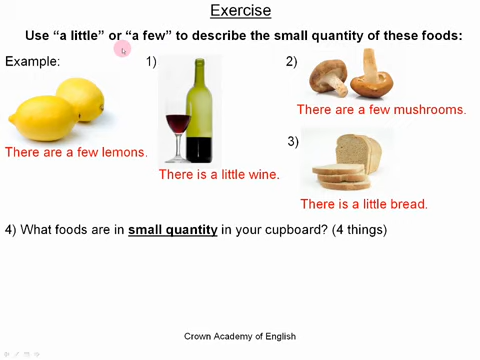 Exercise
Use “a little” or “a few” to describe the small quantity of these foods:
Example:
1)
2)
There are a few lemons.
There is a little wine.
There are a few mushrooms.
3)
There is a little bread.
4) What foods are in small quantity in your cupboard? (4 things)
Crown Academy of English